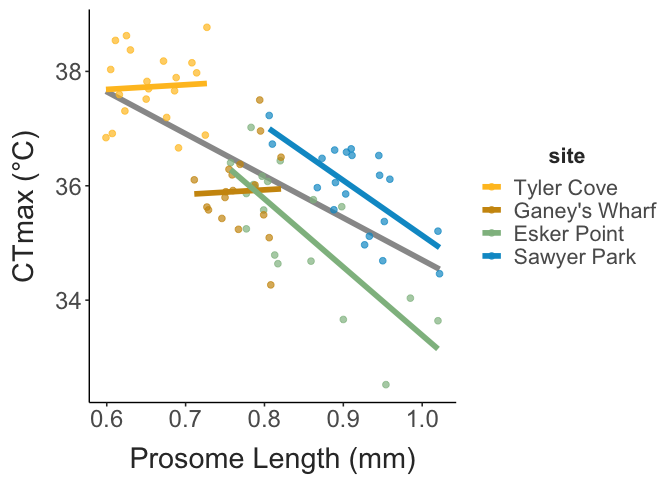 38
36
34
CTmax (°C)
0.6 0.7 0.8 0.9 1.0
Prosome Length (mm)
site
Tyler Cove
Ganey's Wharf
Esker Point
Sawyer Park